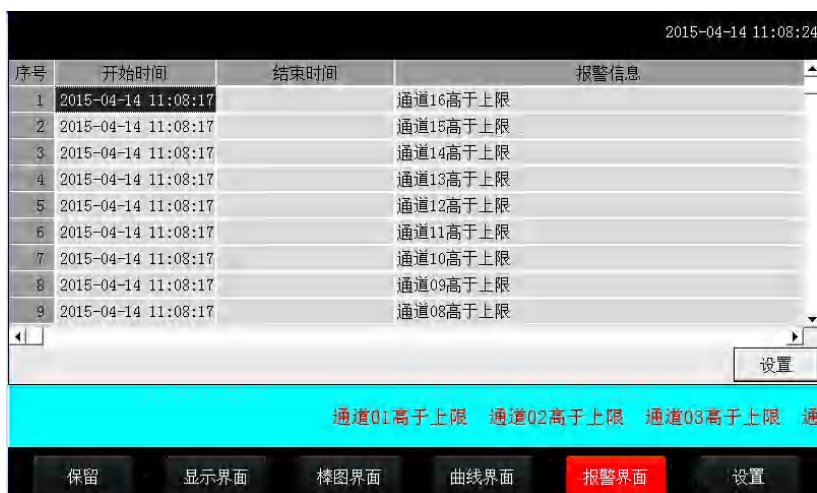 2015-04-14 11:08:24
序号 开始时间 结束时间 报警信息
1 2015-04-14 11:08:17 通道16高于上限
2 2015-04-14 11:08:17 通道15高于上限
3 2015-04-14 11:08:17 通道14高于上限
4 2015-04-14 11:08:17 通道13高于上限
5 2015-04-14 11:08:17 通道12高于上限
6 2015-04-14 11:08:17 通道11高于上限
7 2015-04-14 11:08:17 通道10高于上限
8 2015-04-14 11:08:17 通道09高于上限
9 2015-04-14 11:08:17 通道08高于上限
设置
通道01高于上限 通道02高于上限 通道03高于上限 通
保留 显示界面 棒图界面 曲线界面 报警界面 设置